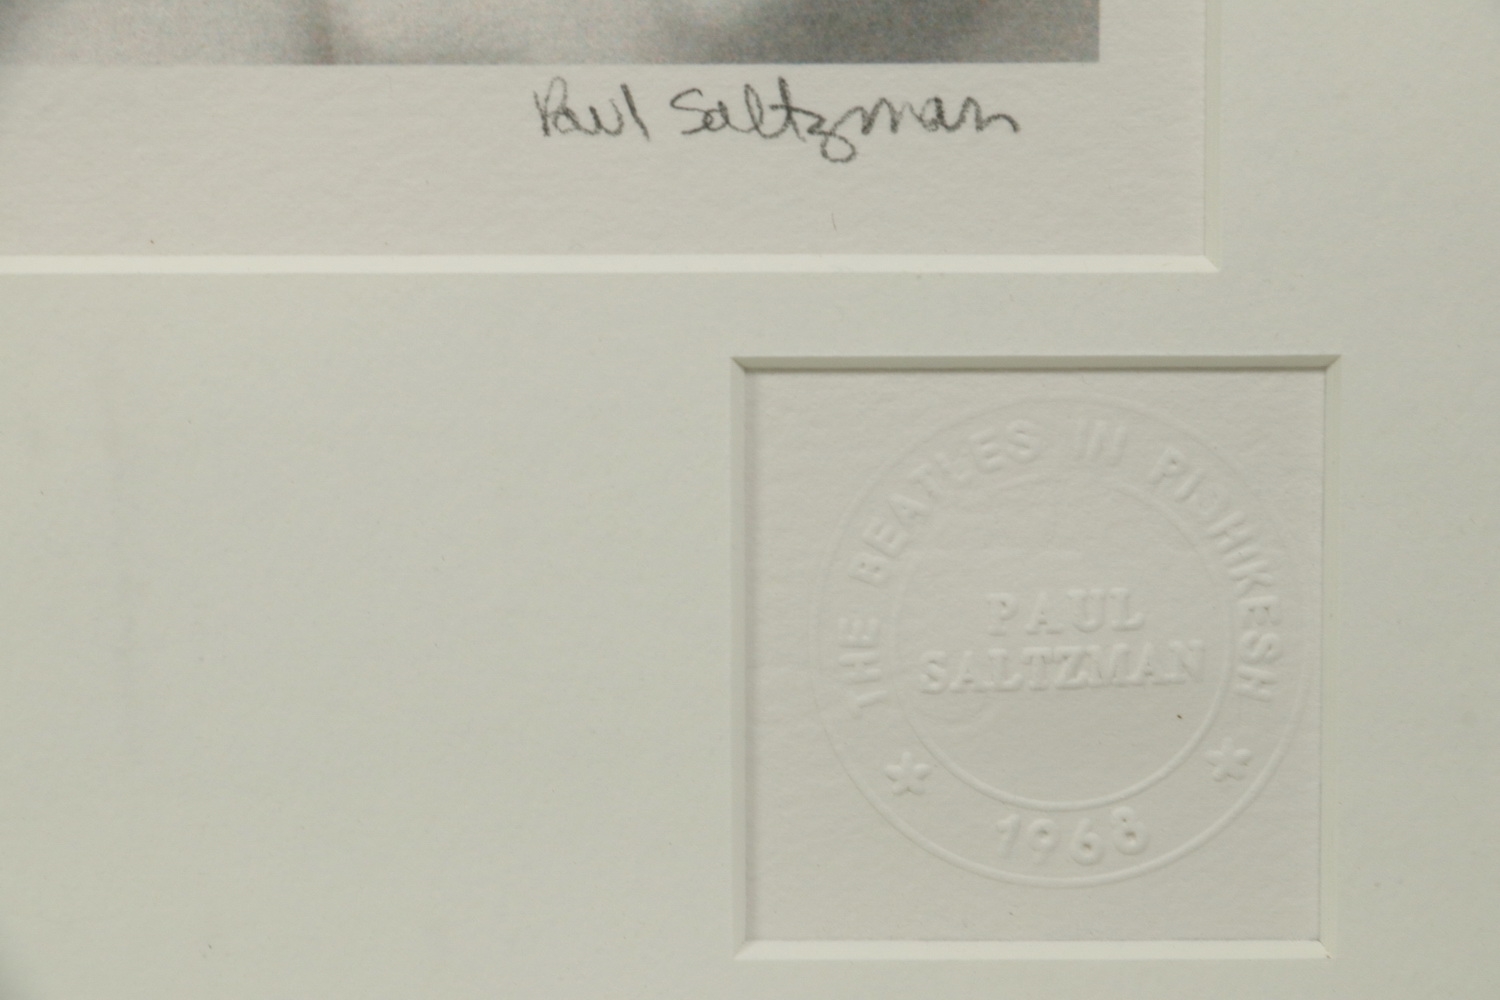 Paul Saltzman
THE BEATLES IN RISHIKESH
PAUL
SALTZMAN
1968